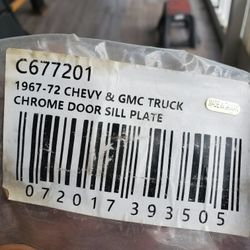 C677201
1967-72 CHEVY & GMC TRUCK
CHROME DOOR SILL PLATE
0 72017 39350 5